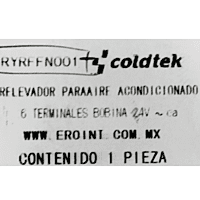 RYRFFN001 coldtek
RELEVADOR PARAAIRE ACONDICIONADO
6 TERMINALES BOBINA 24V ~ ca
WWW.EROINT.COM.MX
CONTENIDO 1 PIEZA